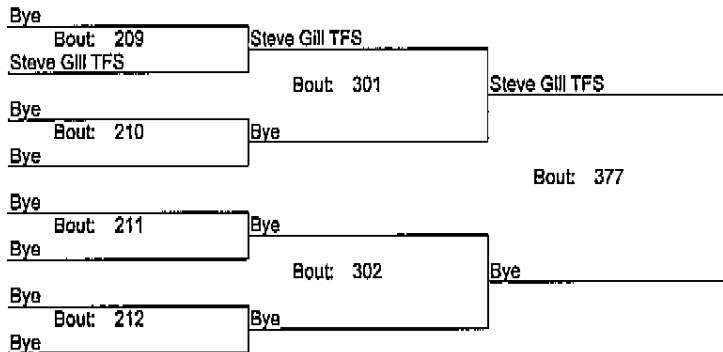 Bye
Bout: 209
Steve Gill TFS
Steve Gill TFS
Bout: 301
Steve Gill TFS
Bye
Bout: 210
Bye
Bye
Bout: 377
Bye
Bout: 211
Bye
Bye
Bout: 302
Bye
Bye
Bout: 212
Bye
Bye